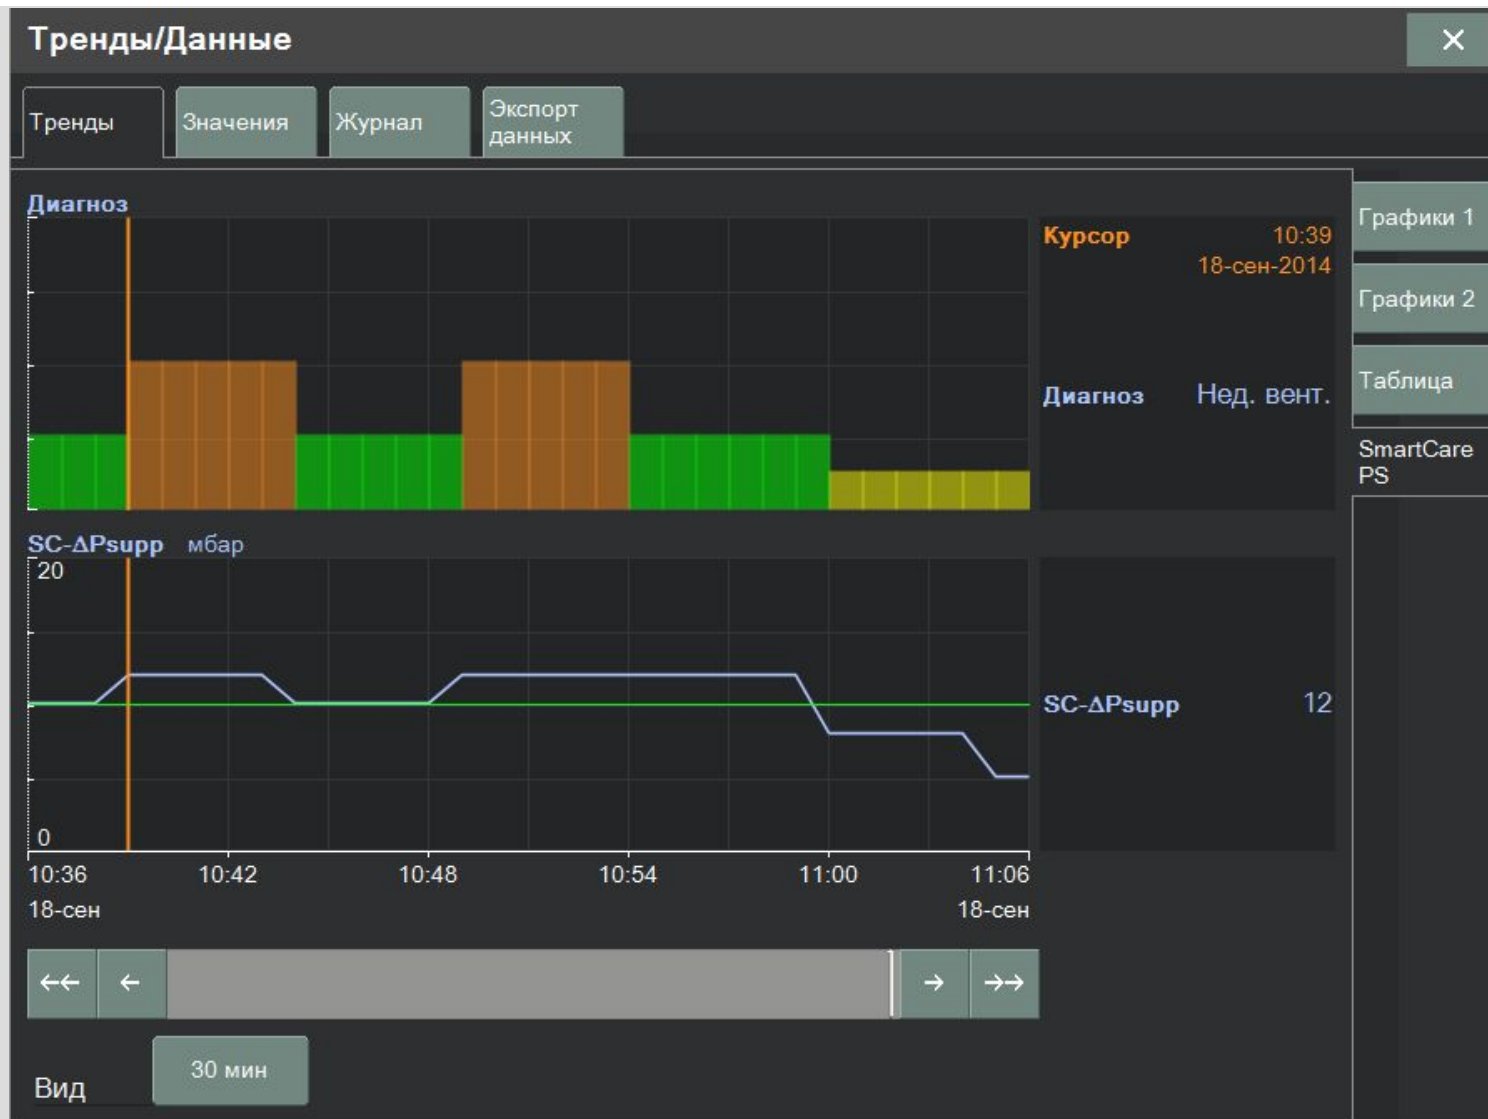 Тренды/Данные
×
Тренды
Значения
Журнал
Экспорт
данных
Диагноз
Курсор 10:39
18-сен-2014
Диагноз Нед. вент.
Графики 1
Графики 2
Таблица
SmartCare
PS
SC-ΔPsupp мбар
20
0
SC-ΔPsupp 12
10:36 10:42 10:48 10:54 11:00 11:06
18-сен 18-сен
←← ← → →→
Вид 30 мин